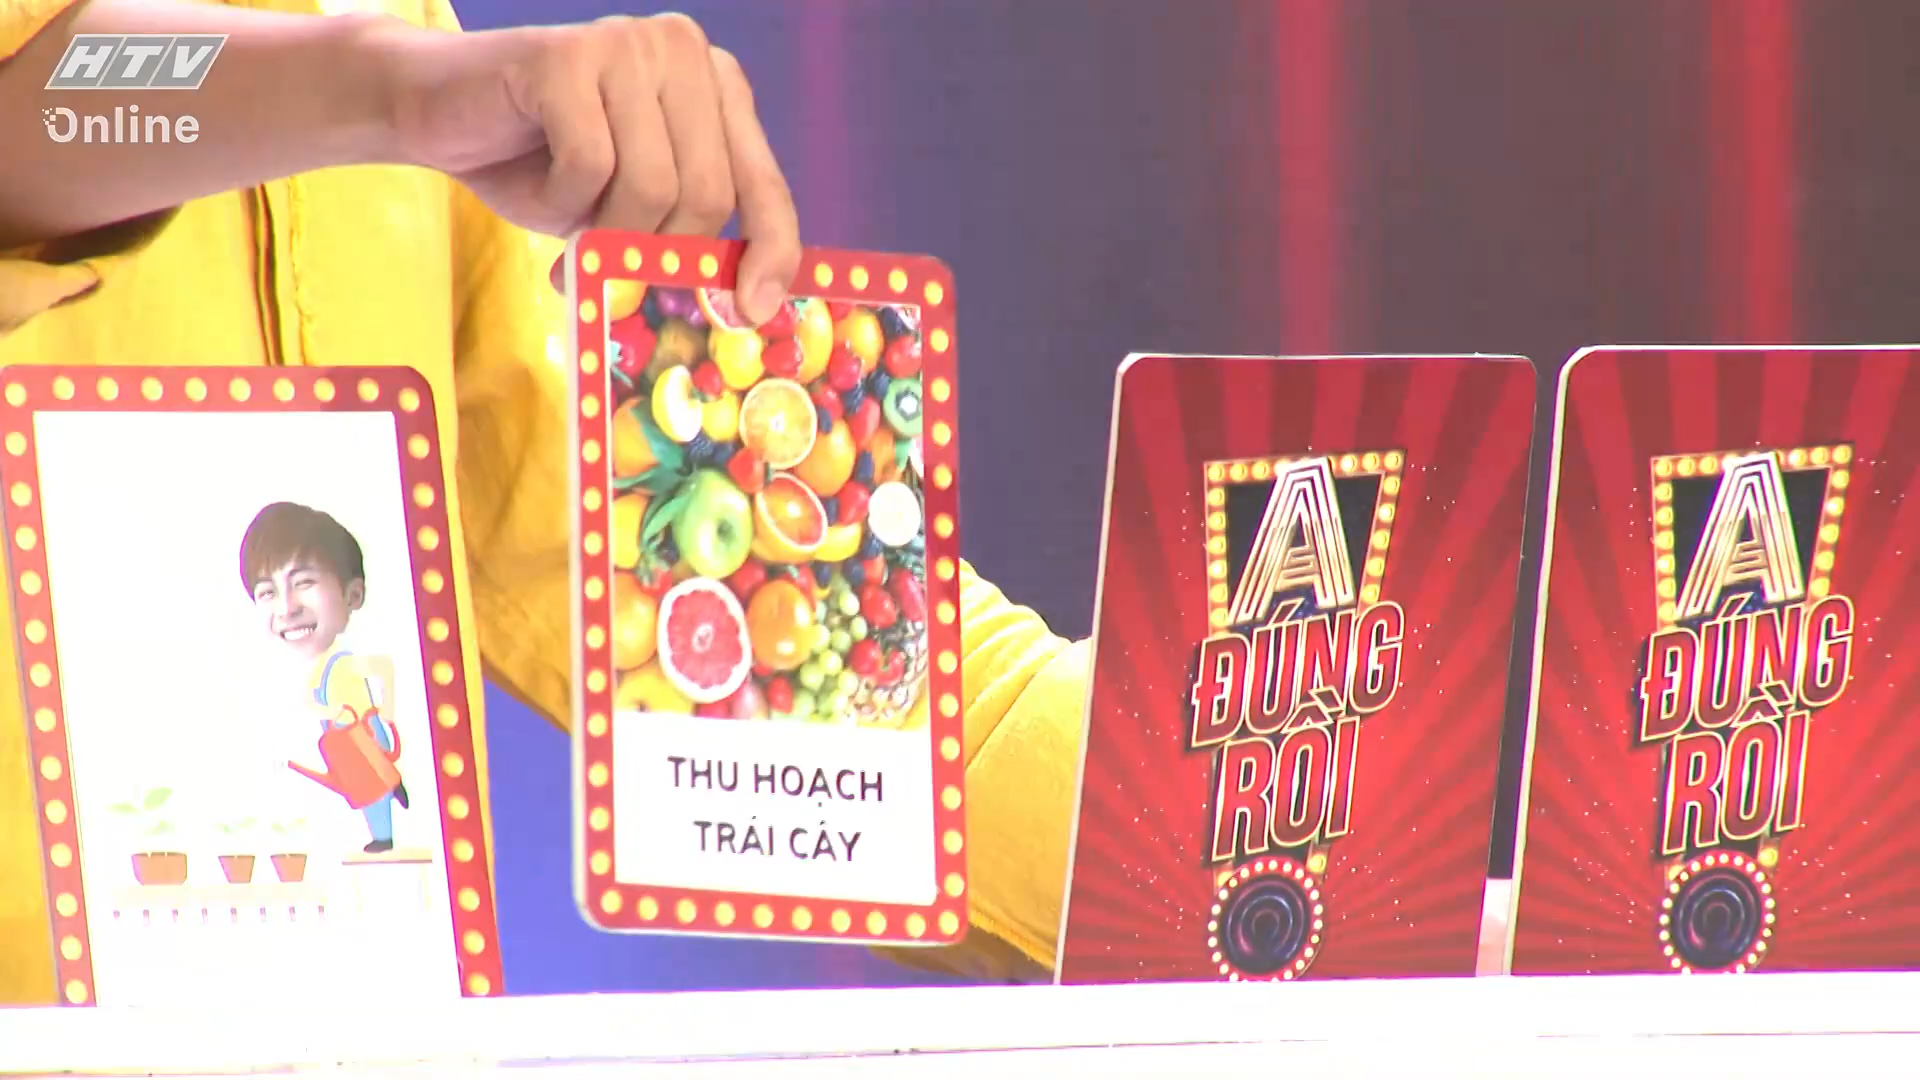 HTV
Online
THU HOẠCH
TRÁI CÂY
A
ĐÚNG
RỒI
A
ĐÚNG
RỒI